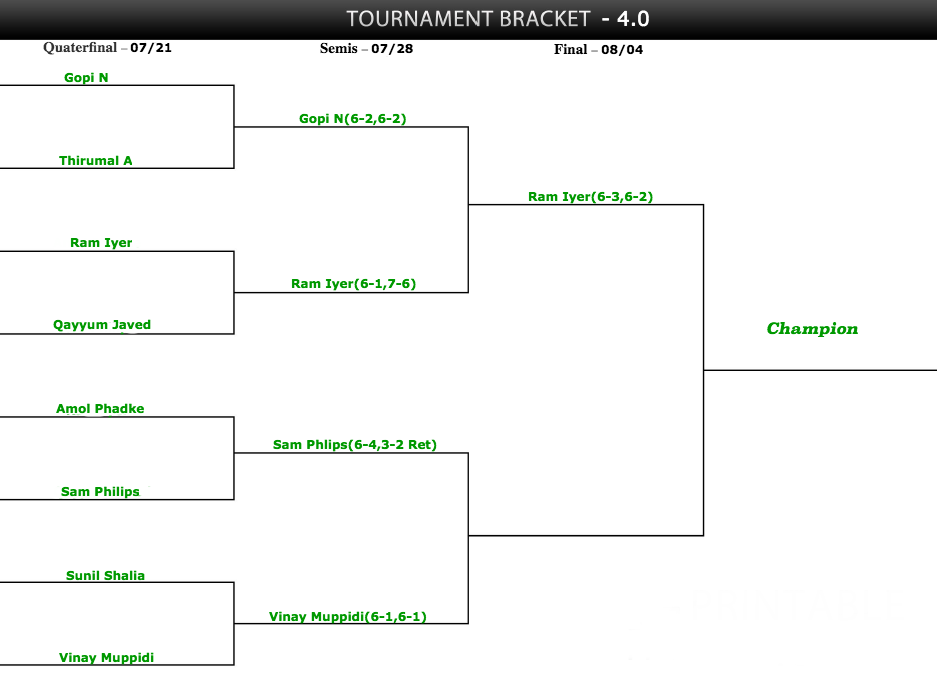 TOURNAMENT BRACKET - 4.0
Quaterfinal – 07/21
Semis – 07/28
Final – 08/04
Gopi N
Gopi N(6-2,6-2)
Thirumal A
Ram Iyer(6-3,6-2)
Ram Iyer
Ram Iyer(6-1,7-6)
Qayyum Javed
Champion
Amol Phadke
Sam Phlips(6-4,3-2 Ret)
Sam Philips
Sunil Shalia
Vinay Muppidi(6-1,6-1)
Vinay Muppidi